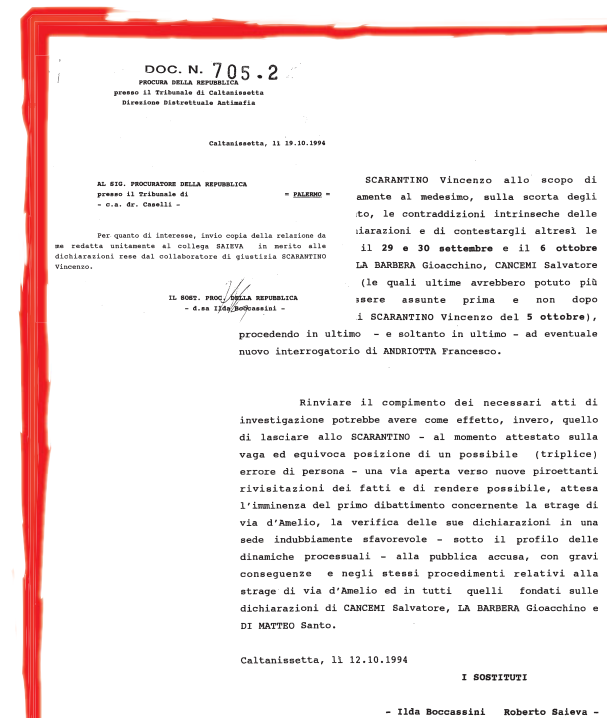 DOC. N. 705.2
PROCURA DELLA REPUBBLICA
presso il Tribunale di Caltanissetta
Direzione Distrettuale Antimafia
Caltanissetta, lì 19.10.1994
AL SIG. PROCURATORE DELLA REPUBBLICA
presso il Tribunale di = PALERMO =
- c.a. dr. Caselli -
Per quanto di interesse, invio copia della relazione da
me redatta unitamente al collega SAIEVA in merito alle
dichiarazioni rese dal collaboratore di giustizia SCARANTINO
Vincenzo.
IL SOST. PROC. DELLA REPUBBLICA
- d.sa Ilda Boccassini -
SCARANTINO Vincenzo allo scopo di
amente al medesimo, sulla scorta degli
to, le contraddizioni intrinseche delle
iarazioni e di contestargli altresì le
il 29 e 30 settembre e il 6 ottobre
LA BARBERA Gioacchino, CANCEMI Salvatore
(le quali ultime avrebbero potuto più
ssere assunte prima e non dopo
i SCARANTINO Vincenzo del 5 ottobre),
procedendo in ultimo - e soltanto in ultimo - ad eventuale
nuovo interrogatorio di ANDRIOTTA Francesco.
Rinviare il compimento dei necessari atti di
investigazione potrebbe avere come effetto, invero, quello
di lasciare allo SCARANTINO - al momento attestato sulla
vaga ed equivoca posizione di un possibile (triplice)
errore di persona - una via aperta verso nuove piroettanti
rivisitazioni dei fatti e di rendere possibile, attesa
l'imminenza del primo dibattimento concernente la strage di
via d'Amelio, la verifica delle sue dichiarazioni in una
sede indubbiamente sfavorevole - sotto il profilo delle
dinamiche processuali - alla pubblica accusa, con gravi
conseguenze e negli stessi procedimenti relativi alla
strage di via d'Amelio ed in tutti quelli fondati sulle
dichiarazioni di CANCEMI Salvatore, LA BARBERA Gioacchino e
DI MATTEO Santo.
Caltanissetta, lì 12.10.1994
I SOSTITUTI
- Ilda Boccassini Roberto Saieva -